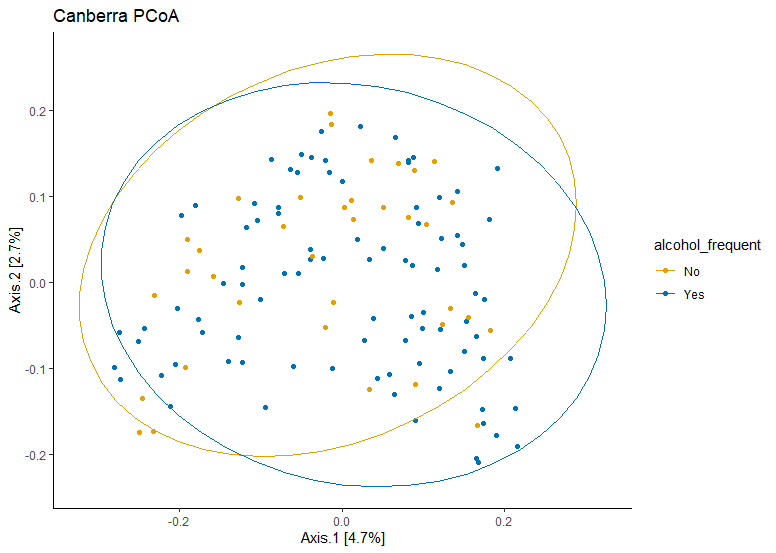 Canberra PCoA
0.2
0.1
0.0
-0.1
-0.2
Axis.2 [2.7%]
-0.2
0.0
0.2
Axis.1 [4.7%]
alcohol_frequent
No
Yes